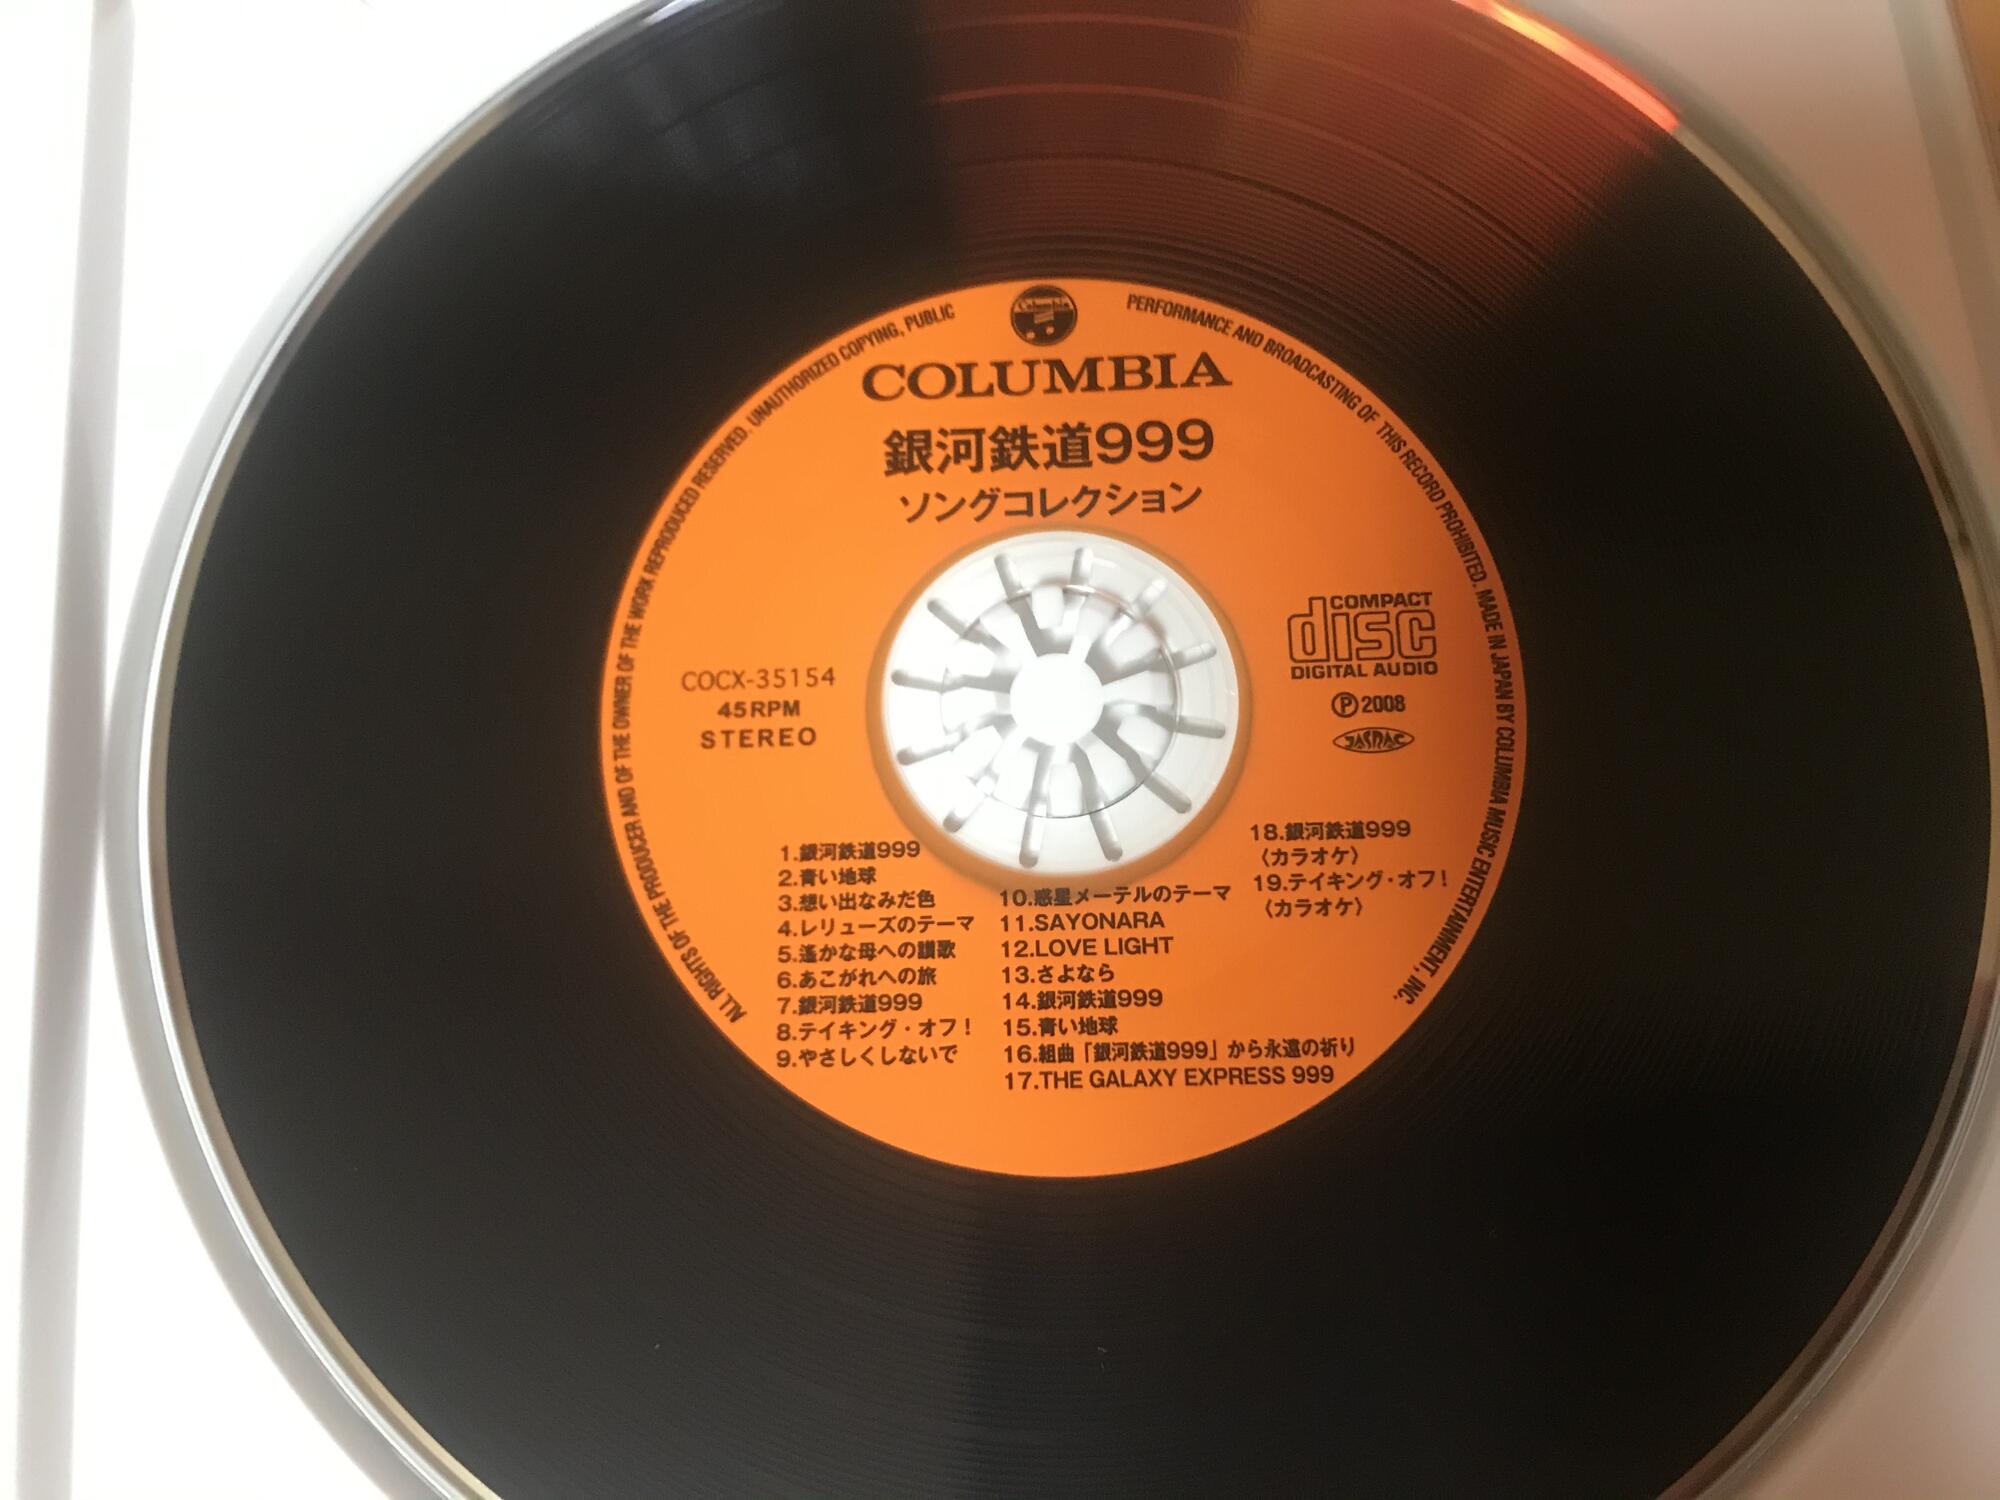 ALL RIGHTS OF THE PRODUCER AND OF THE OWNER OF THE WORK REPRODUCED RESERVED. UNAUTHORIZED COPYING, PUBLIC PERFORMANCE AND BROADCASTING OF THIS RECORD PROHIBITED. MADE IN JAPAN BY COLUMBIA MUSIC ENTERTAINMENT, INC.
Columbia
COLUMBIA
銀河鉄道999
ソングコレクション
COCX-35154
45RPM
STEREO
COMPACT
disc
DIGITAL AUDIO
℗2008
JASRAC
1.銀河鉄道999
2.青い地球
3.想い出なみだ色
4.レリューズのテーマ
5.遙かな母への讃歌
6.あこがれへの旅
7.銀河鉄道999
8.テイキング・オフ!
9.やさしくしないで
10.惑星メーテルのテーマ
11.SAYONARA
12.LOVE LIGHT
13.さよなら
14.銀河鉄道999
15.青い地球
16.組曲「銀河鉄道999」から永遠の祈り
17.THE GALAXY EXPRESS 999
18.銀河鉄道999
〈カラオケ〉
19.テイキング・オフ!
〈カラオケ〉